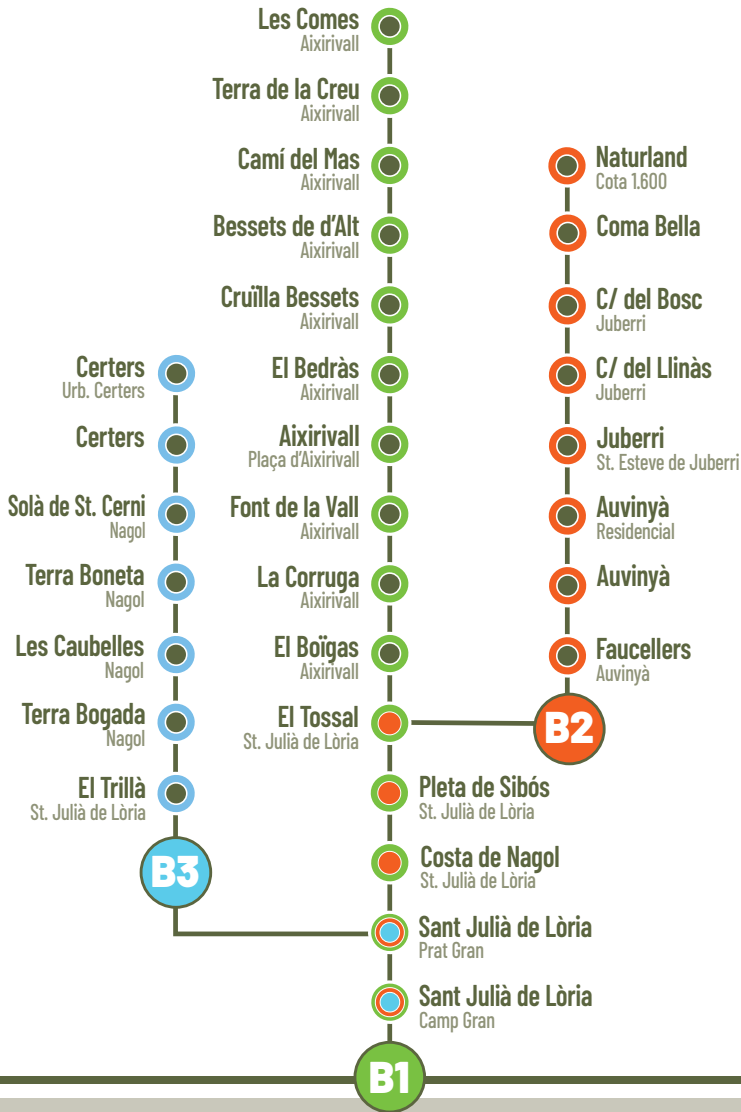 Les Comes
Aixirivall
Terra de la Creu
Aixirivall
Camí del Mas
Aixirivall
Bessets de d'Alt
Aixirivall
Cruïlla Bessets
Aixirivall
El Bedràs
Aixirivall
Aixirivall
Plaça d'Aixirivall
Font de la Vall
Aixirivall
La Corruga
Aixirivall
El Boïgas
Aixirivall
El Tossal
St. Julià de Lòria
Pleta de Sibós
St. Julià de Lòria
Costa de Nagol
St. Julià de Lòria
Sant Julià de Lòria
Prat Gran
Sant Julià de Lòria
Camp Gran
B1
Naturland
Cota 1.600
Coma Bella
C/ del Bosc
Juberri
C/ del Llinàs
Juberri
Juberri
St. Esteve de Juberri
Auvinyà
Residencial
Auvinyà
Faucellers
Auvinyà
B2
Certers
Urb. Certers
Certers
Solà de St. Cerni
Nagol
Terra Boneta
Nagol
Les Caubelles
Nagol
Terra Bogada
Nagol
El Trillà
St. Julià de Lòria
B3